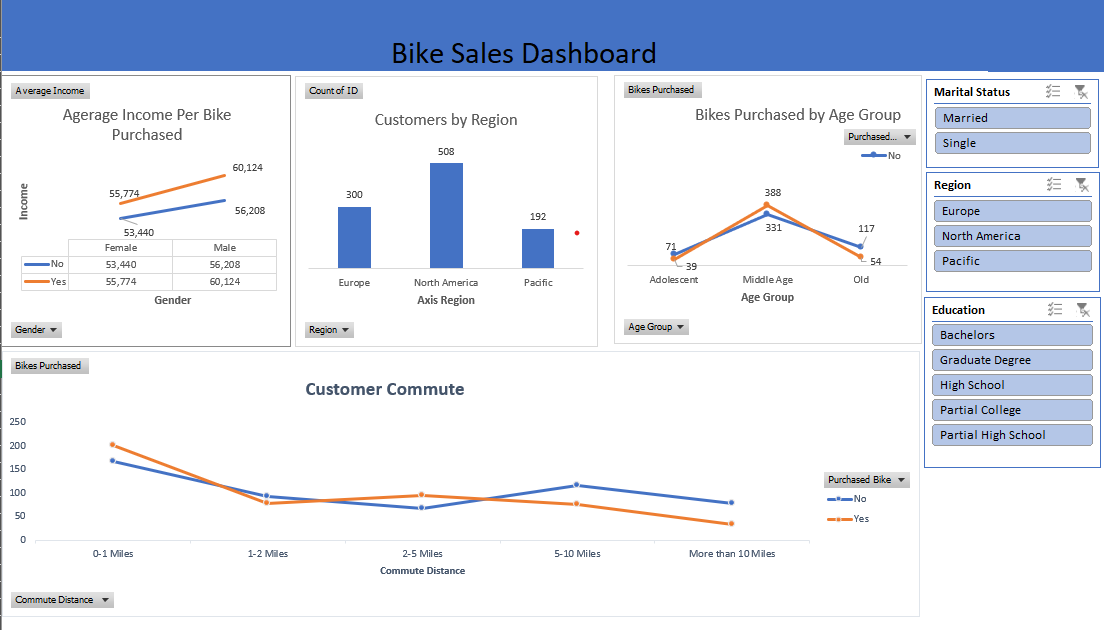 Bike Sales Dashboard
Average Income
Agerage Income Per Bike
Purchased
Income
60,124
55,774
56,208
53,440
Female Male
No 53,440 56,208
Yes 55,774 60,124
Gender
Gender
Count of ID
Customers by Region
508
300
192
Europe North America Pacific
Axis Region
Region
Bikes Purchased
Bikes Purchased by Age Group
Purchased...
No
388
331
117
71
39
54
Adolescent Middle Age Old
Age Group
Age Group
Marital Status
Married
Single
Region
Europe
North America
Pacific
Education
Bachelors
Graduate Degree
High School
Partial College
Partial High School
Bikes Purchased
Customer Commute
250
200
150
100
50
0
0-1 Miles 1-2 Miles 2-5 Miles 5-10 Miles More than 10 Miles
Commute Distance
Purchased Bike
No
Yes
Commute Distance